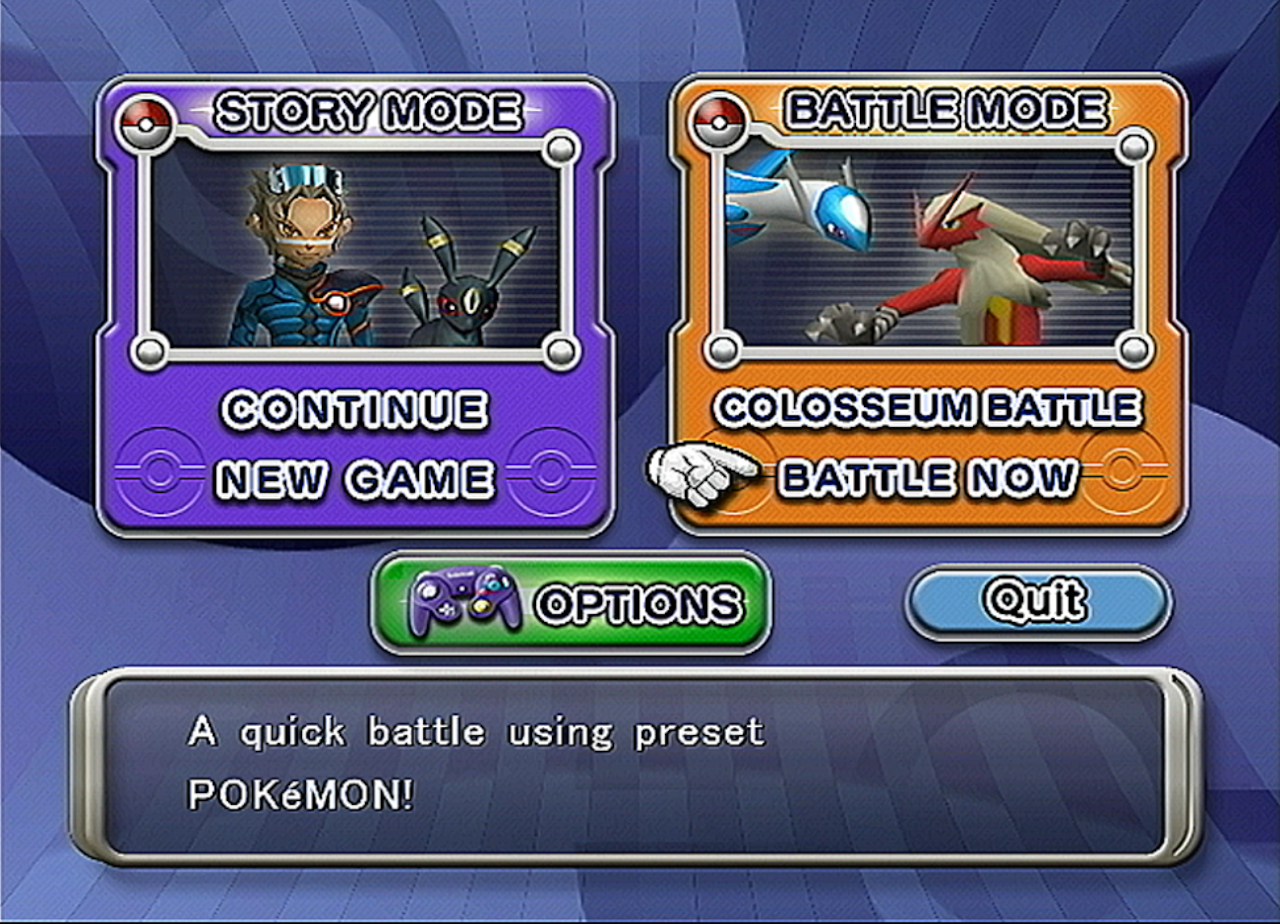 STORY MODE
BATTLE MODE
CONTINUE
NEW GAME
COLOSSEUM BATTLE
BATTLE NOW
OPTIONS
Quit
A quick battle using preset
POKéMON!